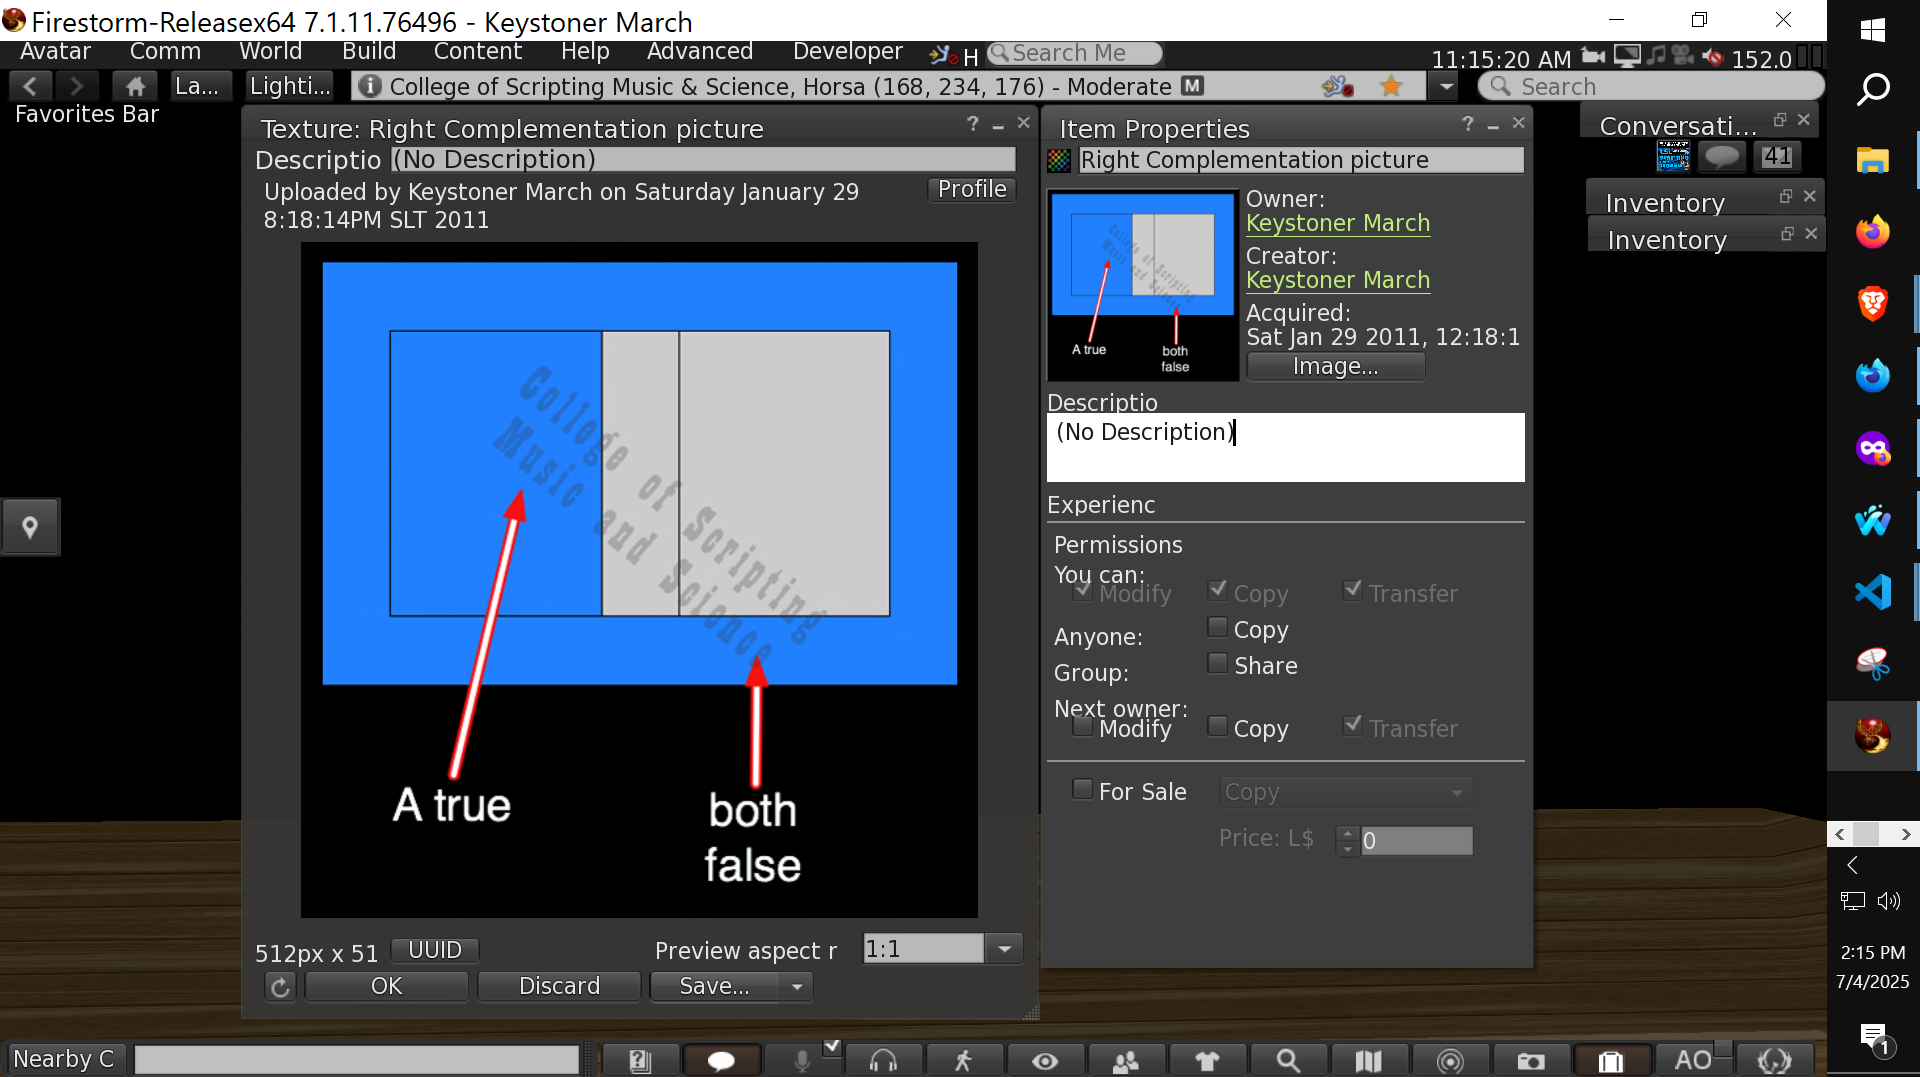 Firestorm-Releasex64 7.1.11.76496 - Keystoner March
Avatar Comm World Build Content Help Advanced Developer H Search Me 11:15:20 AM 152.0
La... Lighti... College of Scripting Music & Science, Horsa (168, 234, 176) - Moderate M Search
Favorites Bar
Texture: Right Complementation picture
Descriptio (No Description)
Uploaded by Keystoner March on Saturday January 29
8:18:14PM SLT 2011
Profile
College of Scripting
Music and Science
A true
both
false
512px x 51 UUID Preview aspect r 1:1
OK Discard Save...
Item Properties
Right Complementation picture
Owner:
Keystoner March
Creator:
Keystoner March
Acquired:
Sat Jan 29 2011, 12:18:1
Image...
College of Scripting
Music and Science
A true
both
false
Descriptio
(No Description)
Experienc
Permissions
You can:
Modify Copy Transfer
Anyone: Copy
Group: Share
Next owner:
Modify Copy Transfer
For Sale Copy
Price: L$ 0
Conversati...
41
Inventory
Inventory
Nearby C
AO
2:15 PM
7/4/2025
1